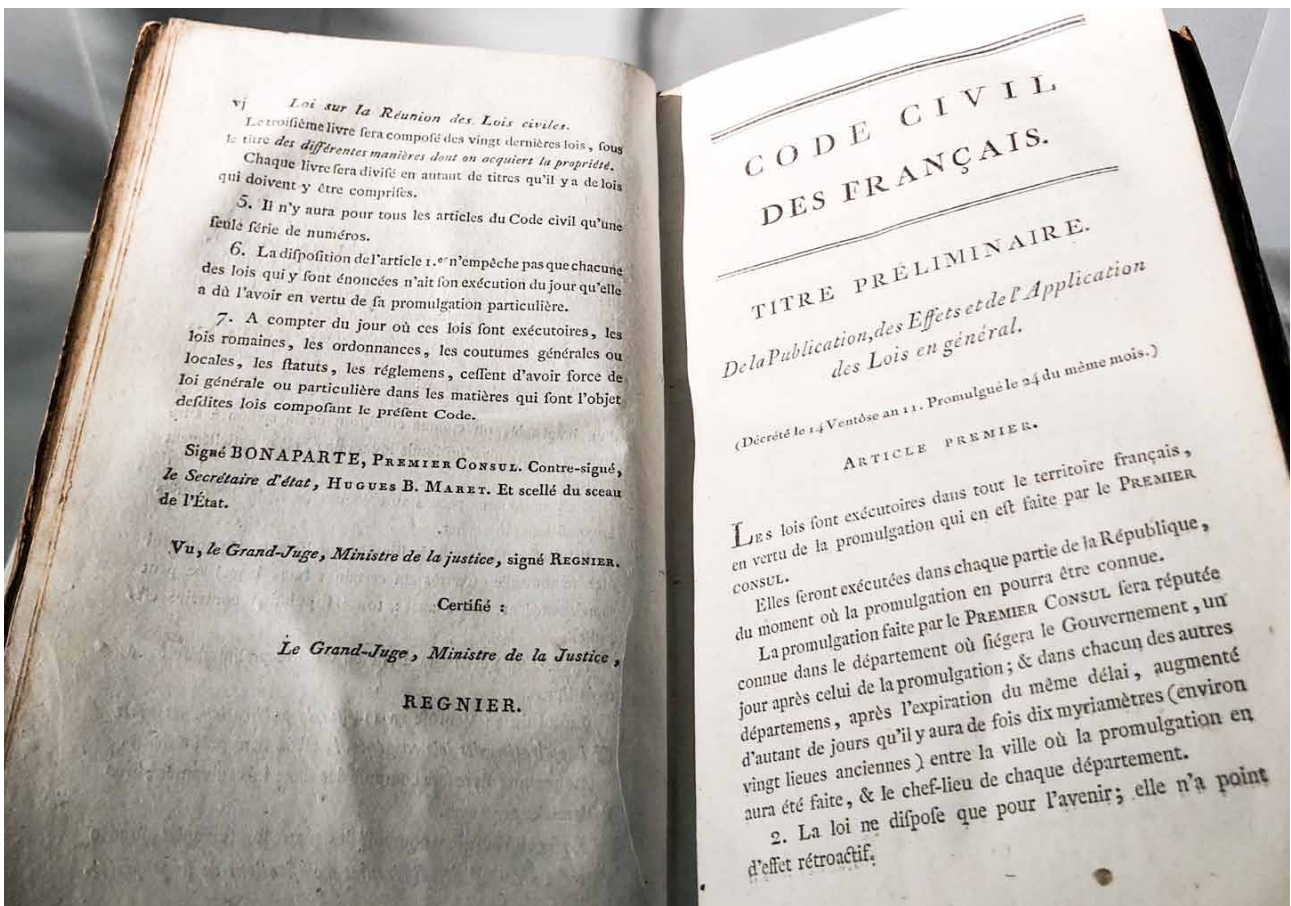 vj Loi sur la Réunion des Lois civiles.
Le troiſième livre ſera compoſé des vingt dernières lois, ſous
le titre des différentes manières dont on acquiert la propriété.
Chaque livre ſera diviſé en autant de titres qu'il y a de lois
qui doivent y être compriſes.
5. Il n'y aura pour tous les articles du Code civil qu'une
ſeule ſérie de numéros.
6. La diſpoſition de l'article 1.er n'empêche pas que chacune
des lois qui y ſont énoncées n'ait ſon exécution du jour qu'elle
a dû l'avoir en vertu de ſa promulgation particulière.
7. A compter du jour où ces lois ſont exécutoires, les
lois romaines, les ordonnances, les coutumes générales ou
locales, les ſtatuts, les réglemens, ceſſent d'avoir force de
loi générale ou particulière dans les matières qui ſont l'objet
deſdites lois compoſant le préſent Code.
Signé BONAPARTE, PREMIER CONSUL. Contre-signé,
le Secrétaire d'état, HUGUES B. MARET. Et scellé du sceau
de l'État.
Vu, le Grand-Juge, Ministre de la justice, signé REGNIER.
Certifié :
Le Grand-Juge, Ministre de la Justice,
REGNIER.
CODE CIVIL
DES FRANÇAIS.
TITRE PRÉLIMINAIRE.
De la Publication, des Effets et de l'Application
des Lois en général.
(Décrété le 14 Ventôse an 11. Promulgué le 24 du même mois.)
ARTICLE PREMIER.
LES lois ſont exécutoires dans tout le territoire français,
en vertu de la promulgation qui en eſt faite par le PREMIER
CONSUL.
Elles ſeront exécutées dans chaque partie de la République,
du moment où la promulgation en pourra être connue.
La promulgation faite par le PREMIER CONSUL ſera réputée
connue dans le département où ſiégera le Gouvernement, un
jour après celui de la promulgation; & dans chacun des autres
départemens, après l'expiration du même délai, augmenté
d'autant de jours qu'il y aura de fois dix myriamètres (environ
vingt lieues anciennes) entre la ville où la promulgation en
aura été faite, & le chef-lieu de chaque département.
2. La loi ne diſpoſe que pour l'avenir; elle n'a point
d'effet rétroactif.